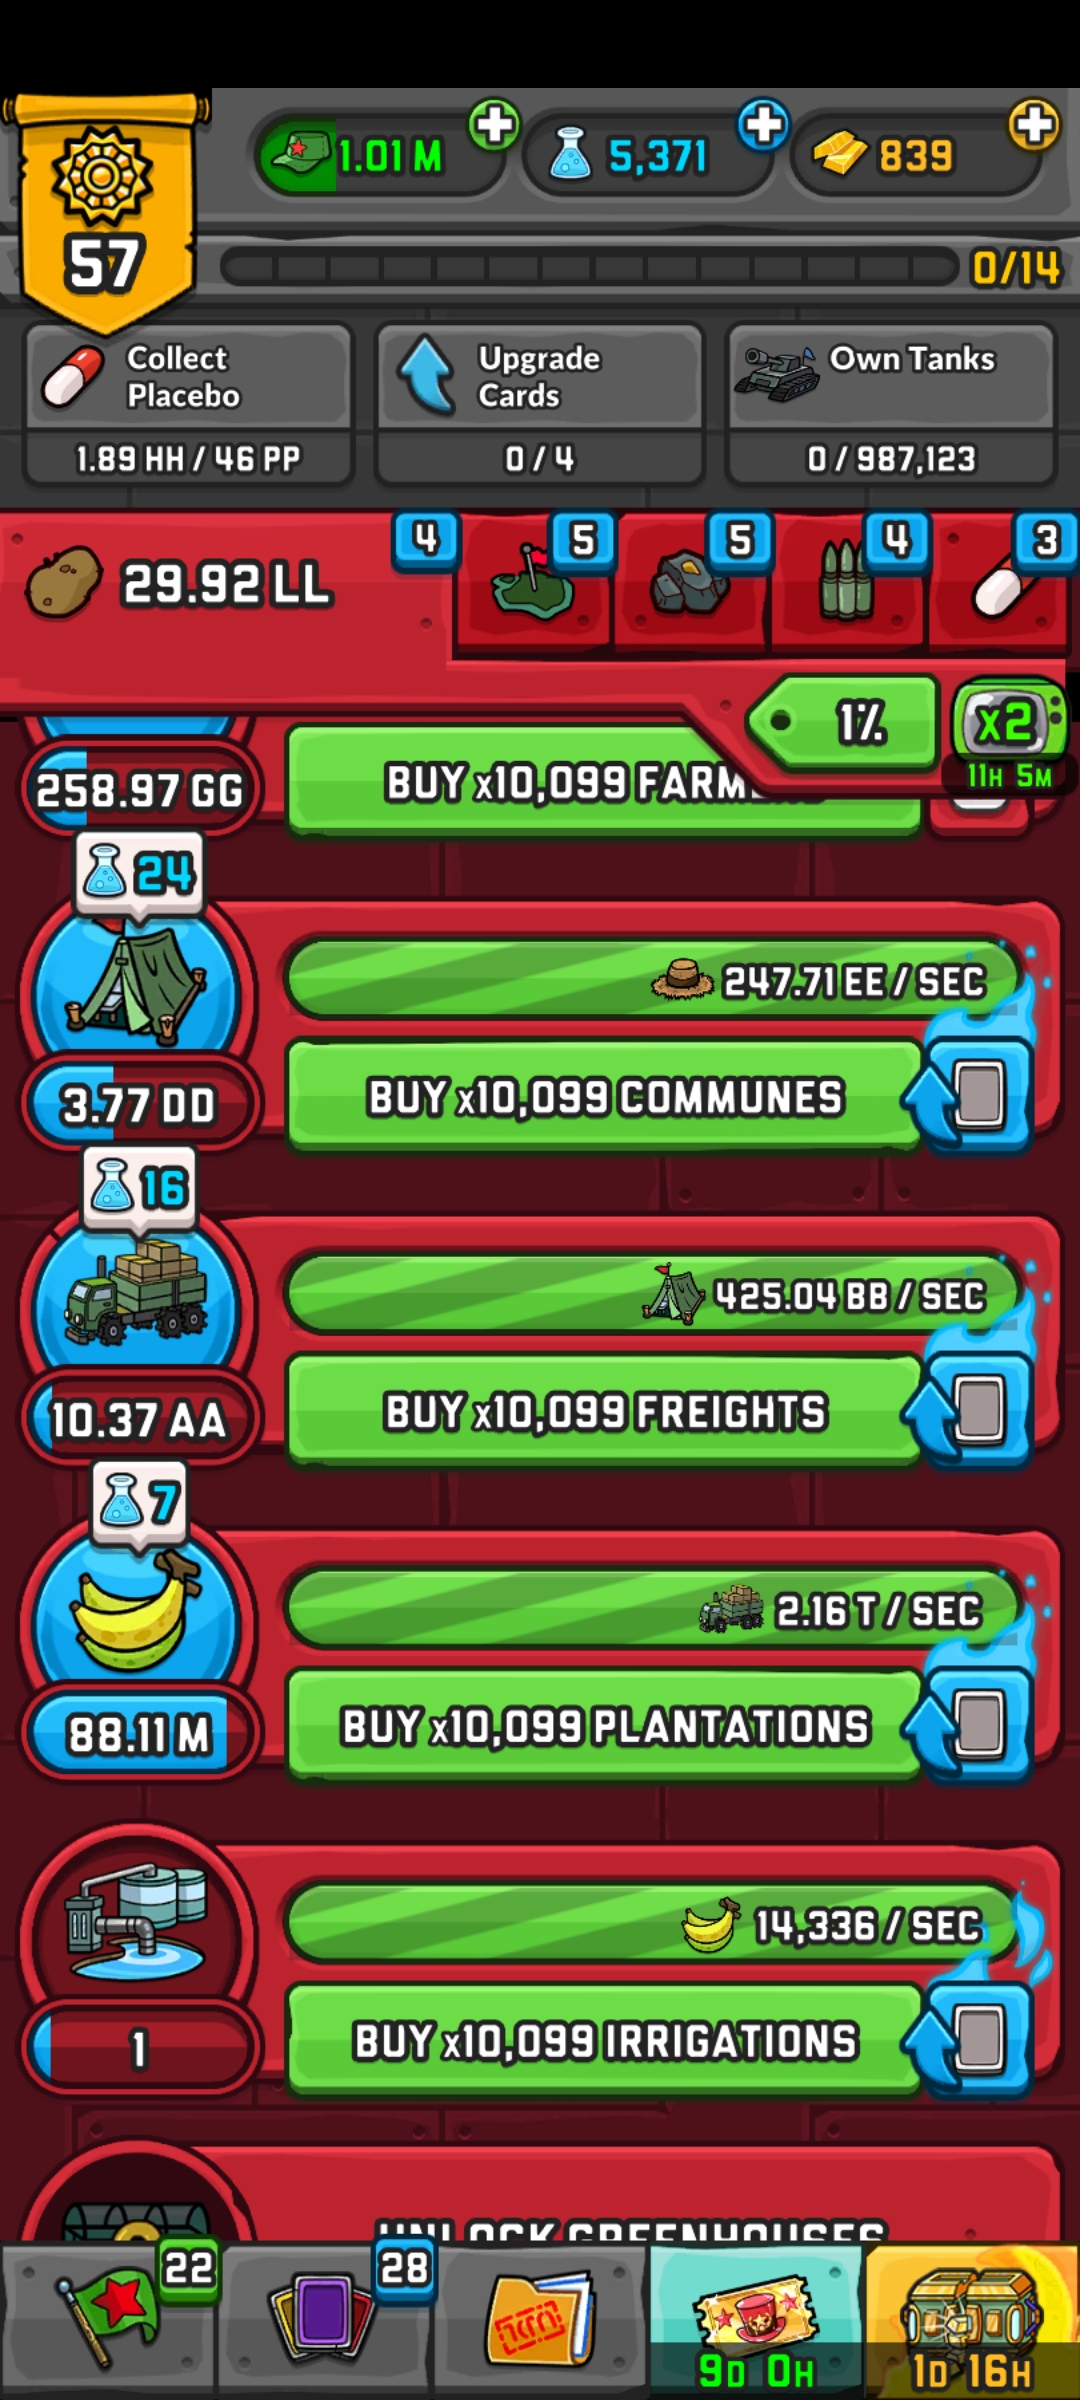 1.01 M
5,371
839
57
0/14
Collect
Placebo
1.89 HH / 46 PP
Upgrade
Cards
0 / 4
Own Tanks
0 / 987,123
29.92 LL
4
5
5
4
3
1%
x2
11H 5M
258.97 GG
BUY x10,099
24
247.71 EE / SEC
3.77 DD
BUY x10,099 COMMUNES
16
425.04 BB / SEC
10.37 AA
BUY x10,099 FREIGHTS
7
2.16 T / SEC
88.11 M
BUY x10,099 PLANTATIONS
14,336 / SEC
1
BUY x10,099 IRRIGATIONS
UNLOCK GREENHOUSES
22
28
9D 0H
1D 16H